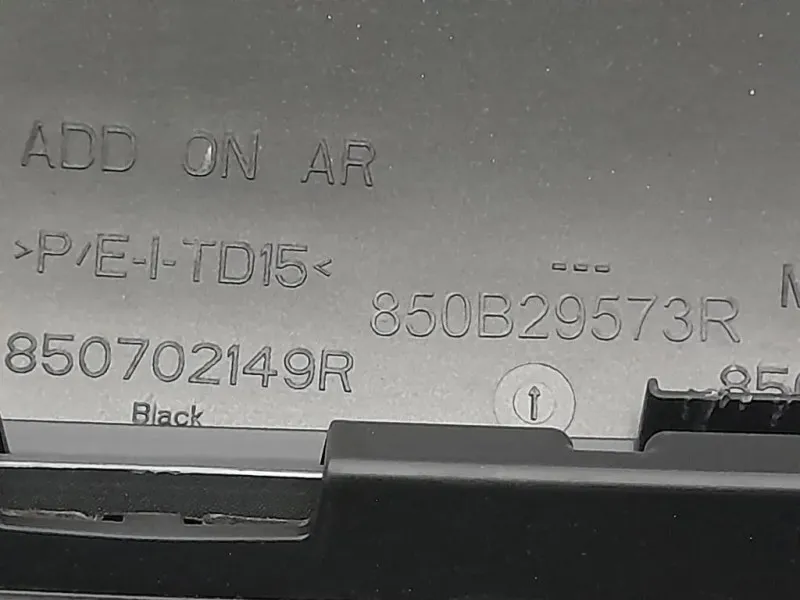 ADD ON AR
>P/E-I-TD15<
---
850B29573R
850702149R
Black